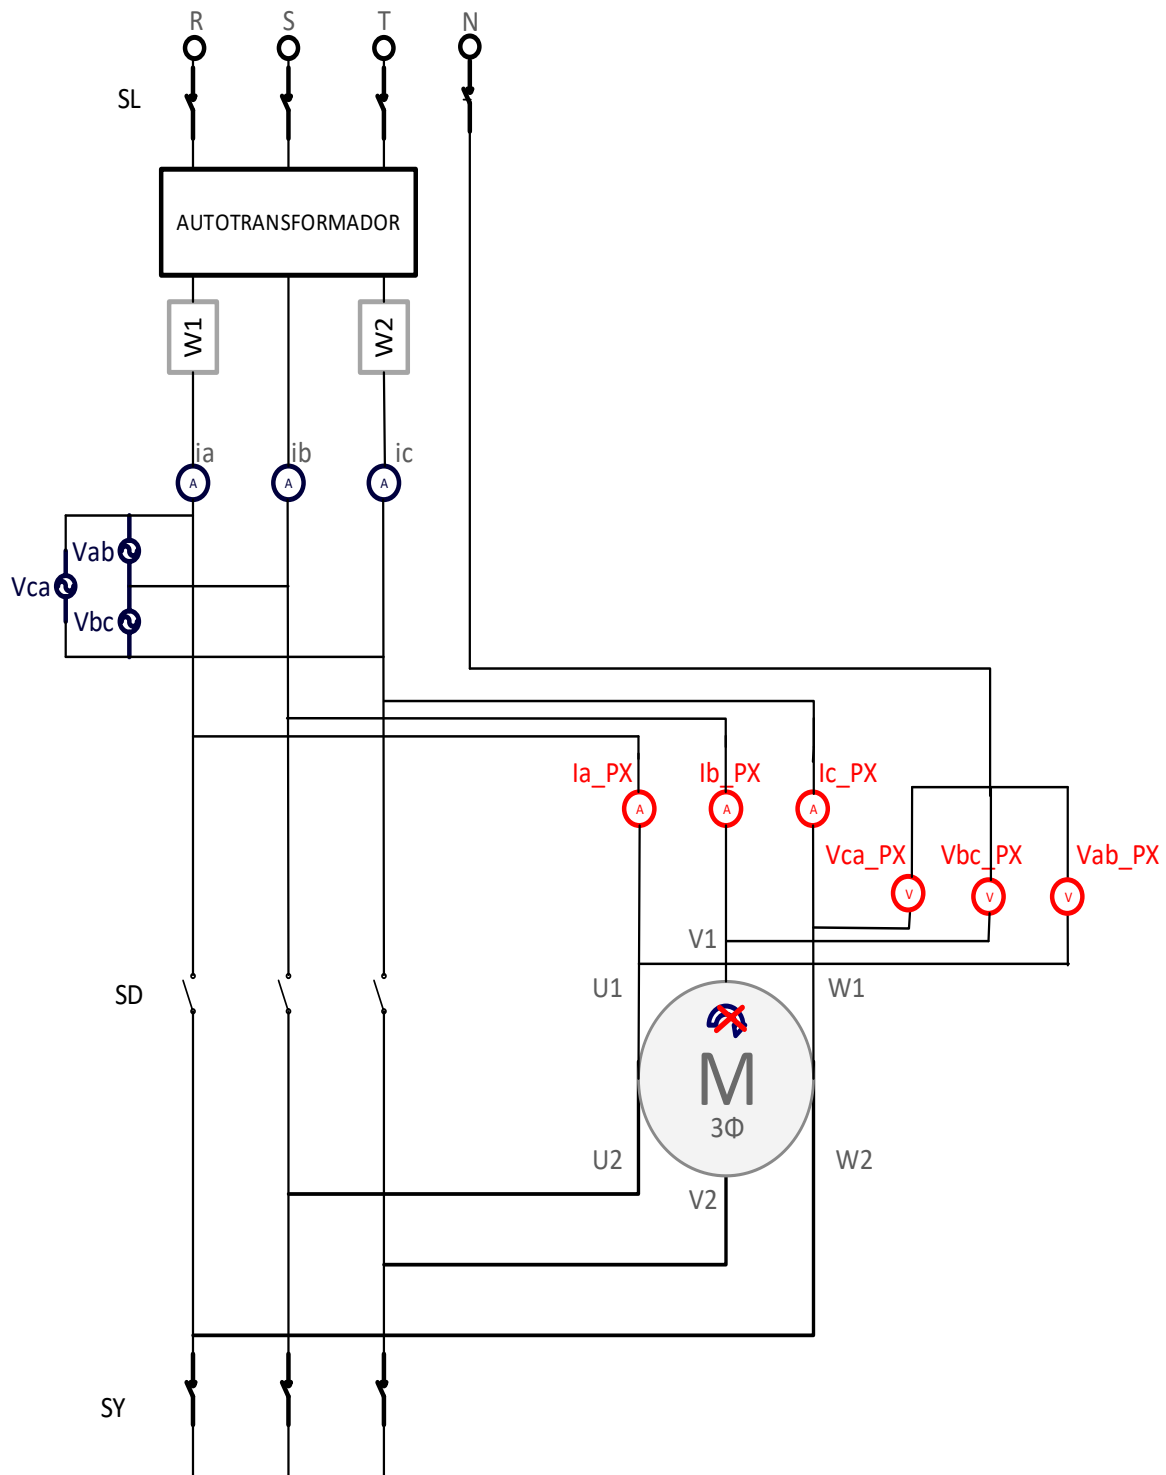 R S T N
SL
AUTOTRANSFORMADOR
W1 W2
ia ib ic
A A A
Vab
Vca
Vbc
Ia_PX Ib_PX Ic_PX
A A A
Vca_PX Vbc_PX Vab_PX
V V V
V1
U1 W1
SD
M
3Φ
U2 W2
V2
SY